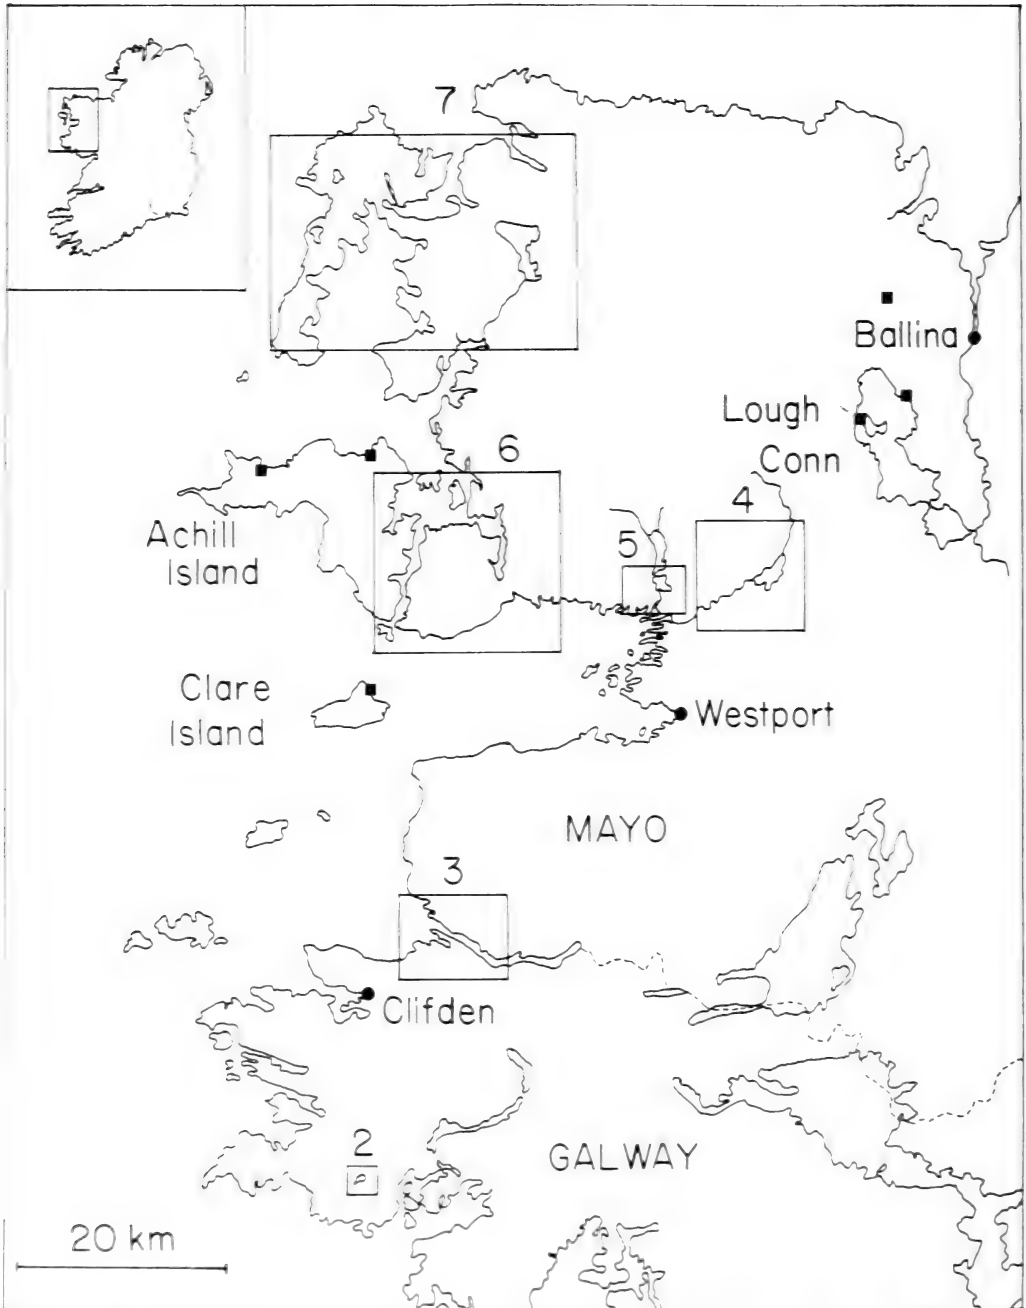 7
Ballina
Lough
Conn
6
4
5
Achill
Island
Clare
Island
Westport
MAYO
3
Clifden
2
GALWAY
20 km